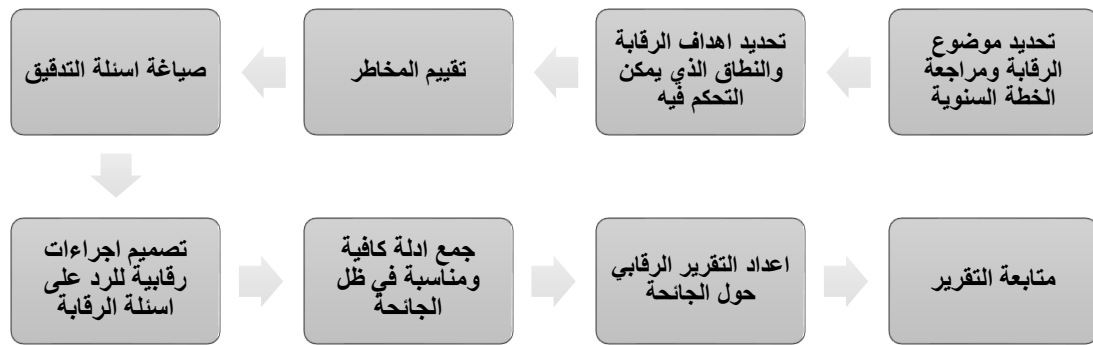 تحديد موضوع
الرقابة ومراجعة
الخطة السنوية
تحديد اهداف الرقابة
والنطاق الذي يمكن
التحكم فيه
تقييم المخاطر
صياغة اسئلة التدقيق
تصميم اجراءات
رقابية للرد على
اسئلة الرقابة
جمع ادلة كافية
ومناسبة في ظل
الجائحة
اعداد التقرير الرقابي
حول الجائحة
متابعة التقرير